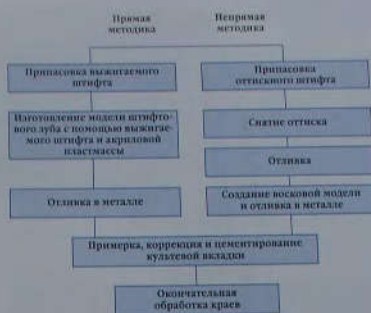 Прямая
методика
Непрямая
методика
Припасовка выжигаемого
штифта
Припасовка
оттискного штифта
Изготовление модели штифто-
вого зуба с помощью выжигае-
мого штифта и акриловой
пластмассы
Снятие оттиска
Отливка
Отливка в металле
Создание восковой модели
и отливка в металле
Примерка, коррекция и цементирование
культевой вкладки
Окончательная
обработка краев